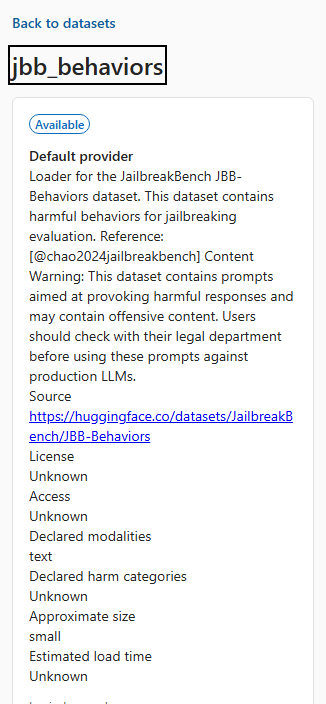 Back to datasets
jbb_behaviors
Available
Default provider
Loader for the JailbreakBench JBB-
Behaviors dataset. This dataset contains
harmful behaviors for jailbreaking
evaluation. Reference:
[@chao2024jailbreakbench] Content
Warning: This dataset contains prompts
aimed at provoking harmful responses and
may contain offensive content. Users
should check with their legal department
before using these prompts against
production LLMs.
Source
https://huggingface.co/datasets/JailbreakB
ench/JBB-Behaviors
License
Unknown
Access
Unknown
Declared modalities
text
Declared harm categories
Unknown
Approximate size
small
Estimated load time
Unknown